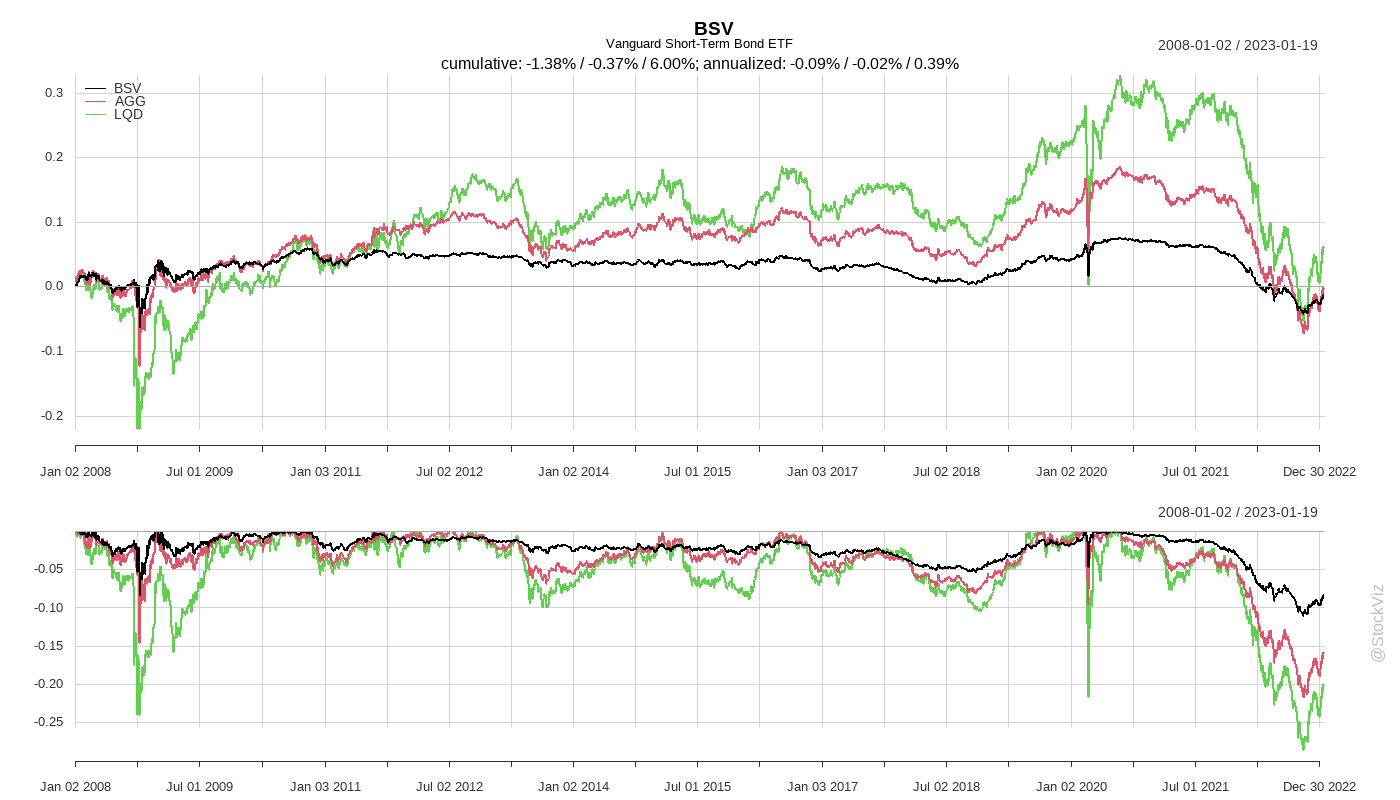 BSV
Vanguard Short-Term Bond ETF
2008-01-02 / 2023-01-19
cumulative: -1.38% / -0.37% / 6.00%; annualized: -0.09% / -0.02% / 0.39%
BSV
AGG
LQD
0.3
0.2
0.1
0.0
-0.1
-0.2
Jan 02 2008 Jul 01 2009 Jan 03 2011 Jul 02 2012 Jan 02 2014 Jul 01 2015 Jan 03 2017 Jul 02 2018 Jan 02 2020 Jul 01 2021 Dec 30 2022
2008-01-02 / 2023-01-19
-0.05
-0.10
-0.15
-0.20
-0.25
Jan 02 2008 Jul 01 2009 Jan 03 2011 Jul 02 2012 Jan 02 2014 Jul 01 2015 Jan 03 2017 Jul 02 2018 Jan 02 2020 Jul 01 2021 Dec 30 2022
@StockViz